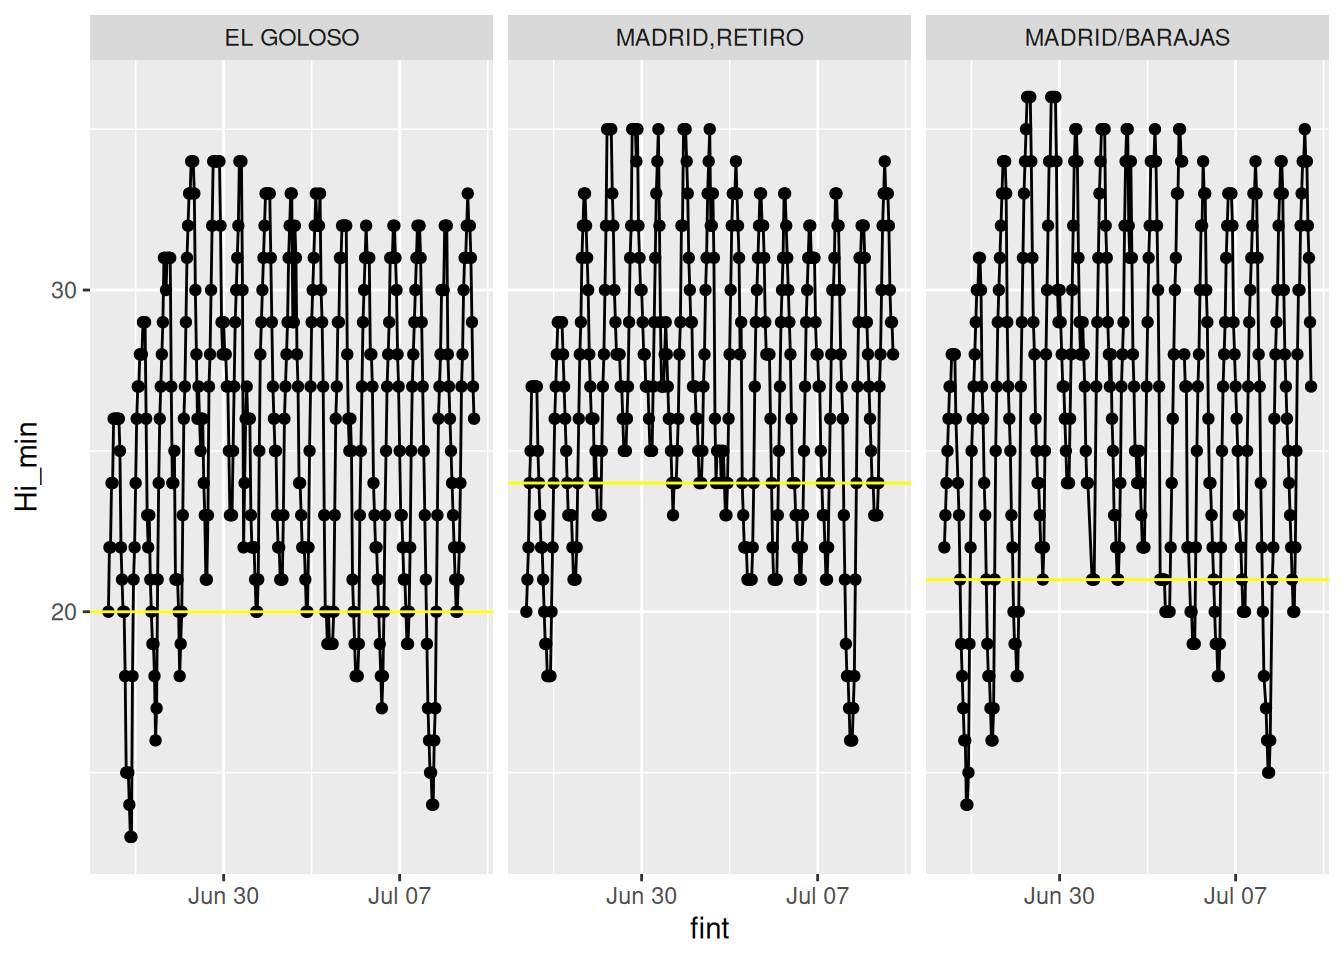 EL GOLOSO
MADRID,RETIRO
MADRID/BARAJAS
Hi_min
30
20
Jun 30
Jul 07
Jun 30
Jul 07
Jun 30
Jul 07
fint